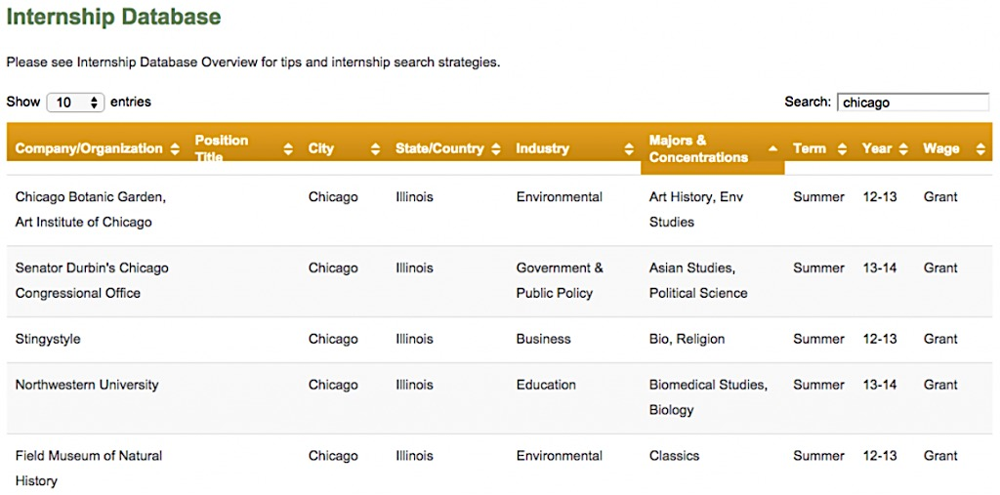 Internship Database
Please see Internship Database Overview for tips and internship search strategies.
Show 10 entries Search: chicago
Company/Organization Position Title City State/Country Industry Majors & Concentrations Term Year Wage
Chicago Botanic Garden, Chicago Illinois Environmental Art History, Env Summer 12-13 Grant
Art Institute of Chicago Studies
Senator Durbin's Chicago Chicago Illinois Government & Asian Studies, Summer 13-14 Grant
Congressional Office Public Policy Political Science
Stingystyle Chicago Illinois Business Bio, Religion Summer 12-13 Grant
Northwestern University Chicago Illinois Education Biomedical Studies, Summer 13-14 Grant
Biology
Field Museum of Natural Chicago Illinois Environmental Classics Summer 12-13 Grant
History